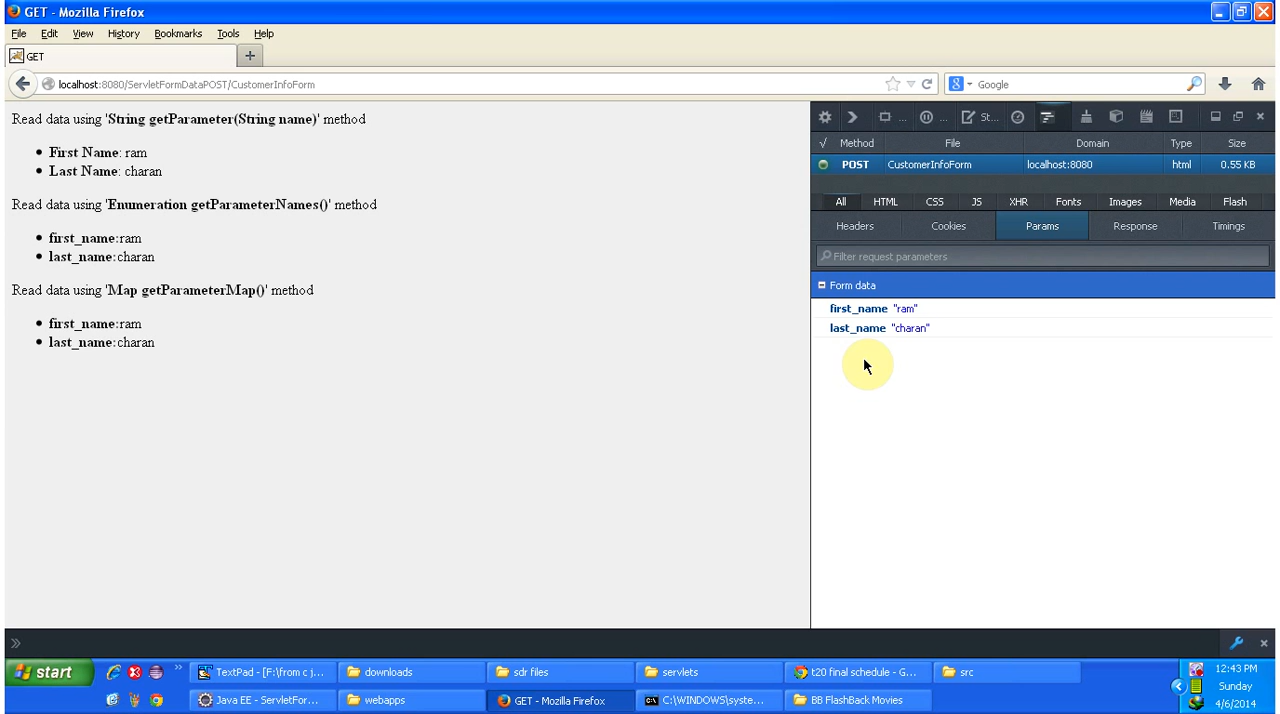 GET - Mozilla Firefox
File Edit View History Bookmarks Tools Help
GET
localhost:8080/ServletFormDataPOST/CustomerInfoForm
Google
Read data using 'String getParameter(String name)' method
First Name: ram
Last Name: charan
Read data using 'Enumeration getParameterNames()' method
first_name:ram
last_name:charan
Read data using 'Map getParameterMap()' method
first_name:ram
last_name:charan
... ... St...
√ Method File Domain Type Size
POST CustomerInfoForm localhost:8080 html 0.55 KB
All HTML CSS JS XHR Fonts Images Media Flash
Headers Cookies Params Response Timings
Filter request parameters
Form data
first_name "ram"
last_name "charan"
start
TextPad - [F:\from c j... downloads sdr files servlets t20 final schedule - G... src
Java EE - ServletFor... webapps GET - Mozilla Firefox C:\WINDOWS\syste... BB FlashBack Movies
12:43 PM
Sunday
4/6/2014